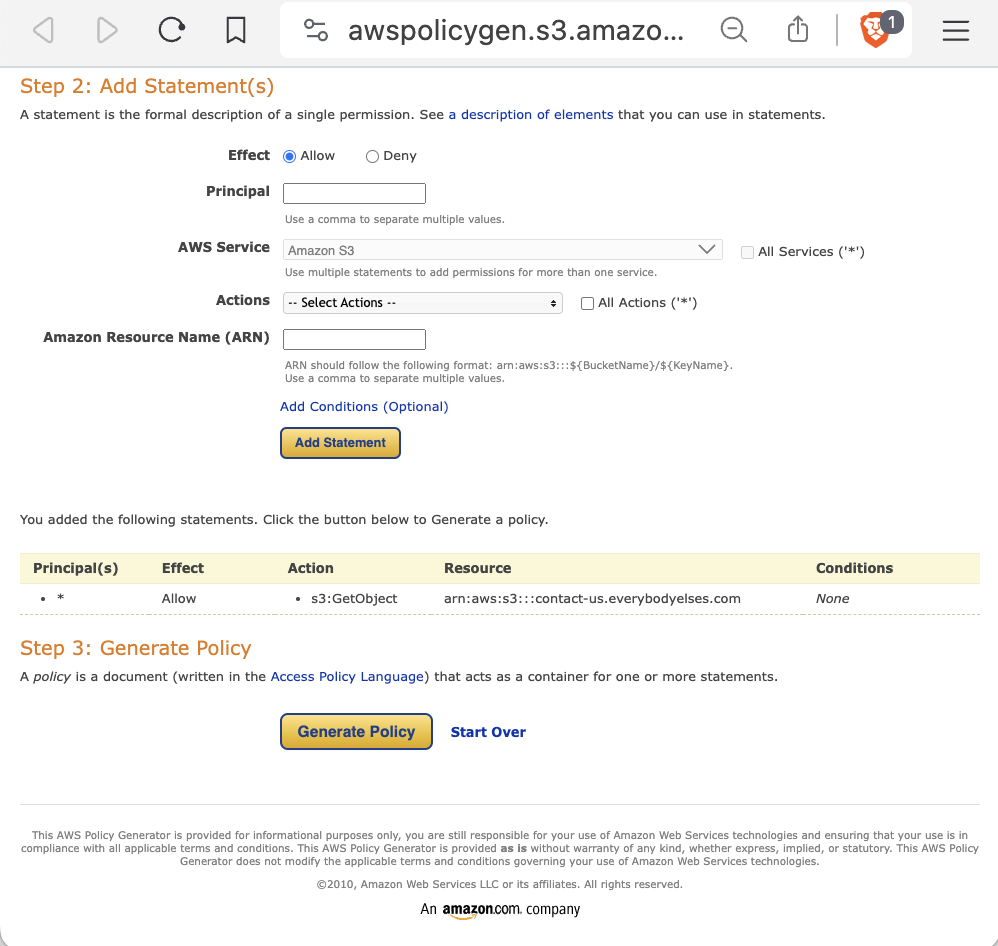 awspolicygen.s3.amazo...
1
Step 2: Add Statement(s)
A statement is the formal description of a single permission. See a description of elements that you can use in statements.
Effect Allow Deny
Principal
Use a comma to separate multiple values.
AWS Service Amazon S3 All Services ('*')
Use multiple statements to add permissions for more than one service.
Actions -- Select Actions -- All Actions ('*')
Amazon Resource Name (ARN)
ARN should follow the following format: arn:aws:s3:::${BucketName}/${KeyName}.
Use a comma to separate multiple values.
Add Conditions (Optional)
Add Statement
You added the following statements. Click the button below to Generate a policy.
Principal(s) Effect Action Resource Conditions
• * Allow • s3:GetObject arn:aws:s3:::contact-us.everybodyelses.com None
Step 3: Generate Policy
A policy is a document (written in the Access Policy Language) that acts as a container for one or more statements.
Generate Policy Start Over
This AWS Policy Generator is provided for informational purposes only, you are still responsible for your use of Amazon Web Services technologies and ensuring that your use is in
compliance with all applicable terms and conditions. This AWS Policy Generator is provided as is without warranty of any kind, whether express, implied, or statutory. This AWS Policy
Generator does not modify the applicable terms and conditions governing your use of Amazon Web Services technologies.
©2010, Amazon Web Services LLC or its affiliates. All rights reserved.
An amazon.com. company